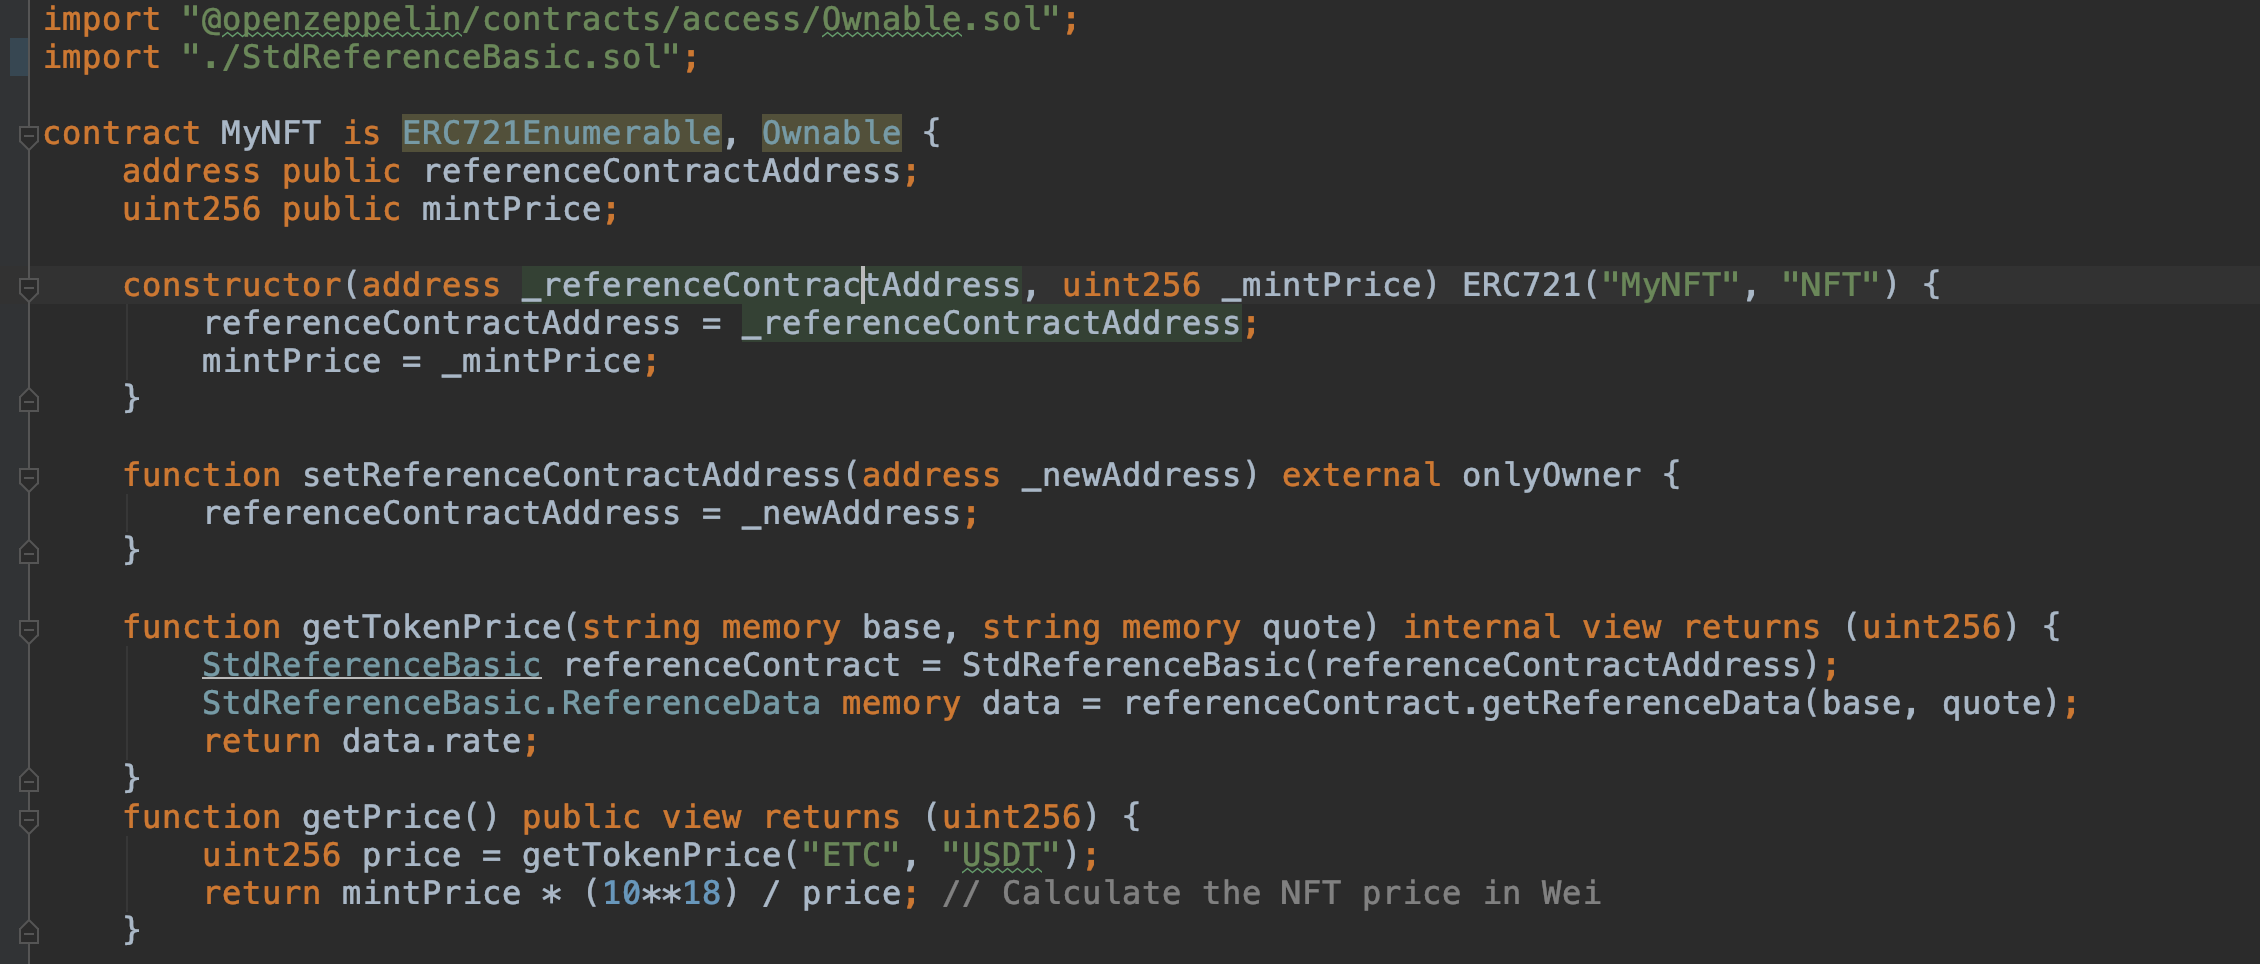 import "@openzeppelin/contracts/access/Ownable.sol";
import "./StdReferenceBasic.sol";
contract MyNFT is ERC721Enumerable, Ownable {
address public referenceContractAddress;
uint256 public mintPrice;
constructor(address _referenceContractAddress, uint256 _mintPrice) ERC721("MyNFT", "NFT") {
referenceContractAddress = _referenceContractAddress;
mintPrice = _mintPrice;
}
function setReferenceContractAddress(address _newAddress) external onlyOwner {
referenceContractAddress = _newAddress;
}
function getTokenPrice(string memory base, string memory quote) internal view returns (uint256) {
StdReferenceBasic referenceContract = StdReferenceBasic(referenceContractAddress);
StdReferenceBasic.ReferenceData memory data = referenceContract.getReferenceData(base, quote);
return data.rate;
}
function getPrice() public view returns (uint256) {
uint256 price = getTokenPrice("ETC", "USDT");
return mintPrice * (10**18) / price; // Calculate the NFT price in Wei
}